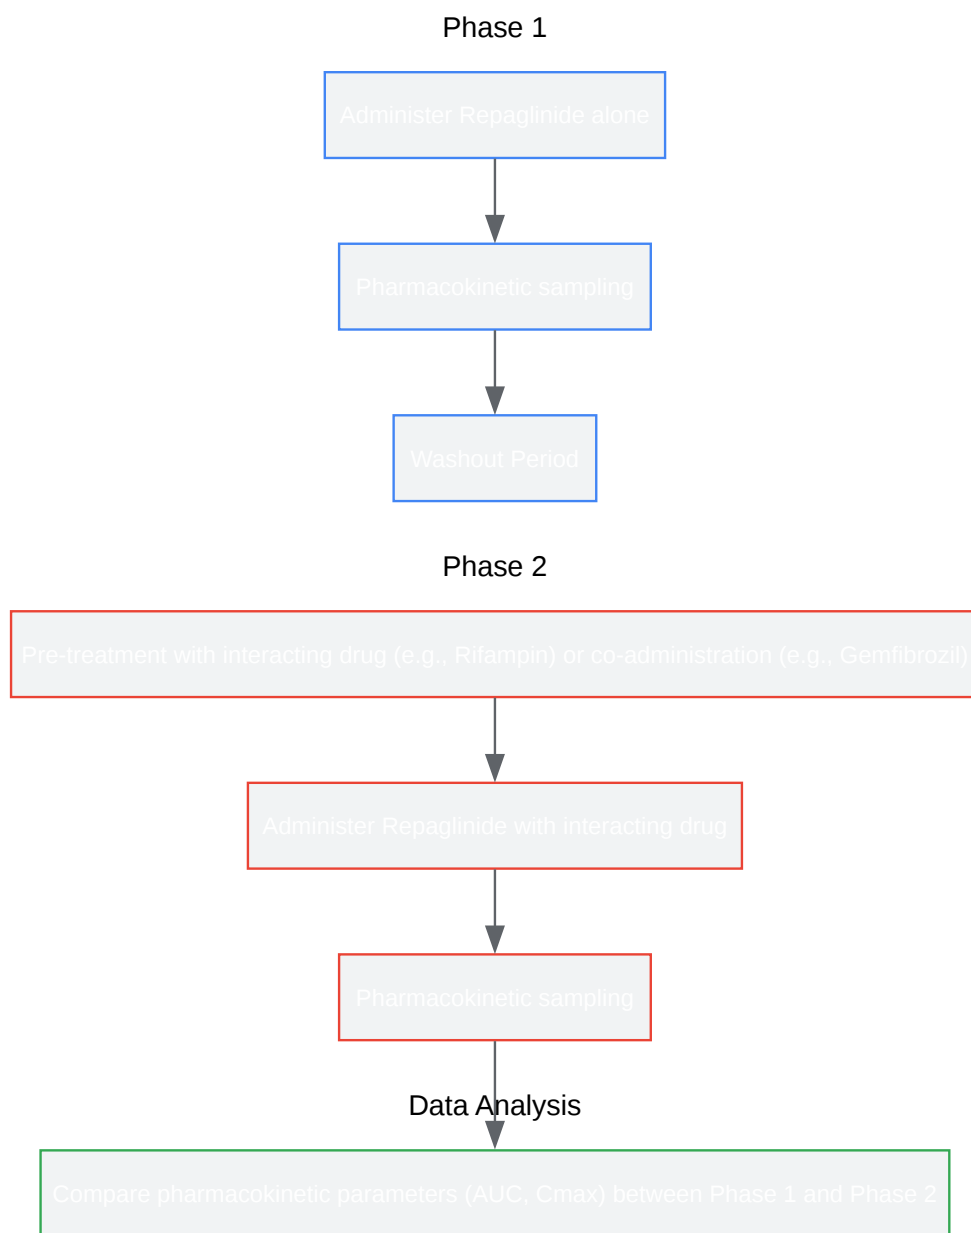 Phase 1
Administer Repaglinide alone
Pharmacokinetic sampling
Washout Period
Phase 2
Pre-treatment with interacting drug (e.g., Rifampin) or co-administration (e.g., Gemfibrozil)
Administer Repaglinide with interacting drug
Pharmacokinetic sampling
Data Analysis
Compare pharmacokinetic parameters (AUC, Cmax) between Phase 1 and Phase 2